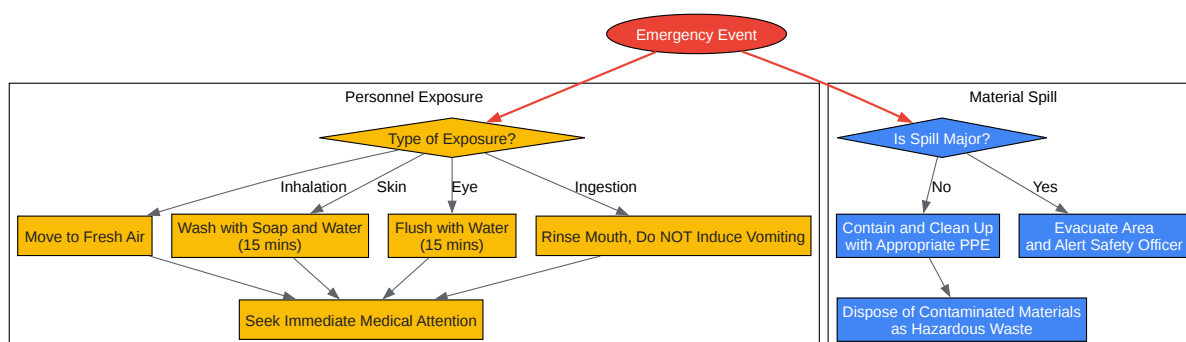 Emergency Event
Personnel Exposure
Material Spill
Type of Exposure?
Is Spill Major?
Inhalation
Skin
Eye
Ingestion
No
Yes
Move to Fresh Air
Wash with Soap and Water
(15 mins)
Flush with Water
(15 mins)
Rinse Mouth, Do NOT Induce Vomiting
Contain and Clean Up
with Appropriate PPE
Evacuate Area
and Alert Safety Officer
Seek Immediate Medical Attention
Dispose of Contaminated Materials
as Hazardous Waste